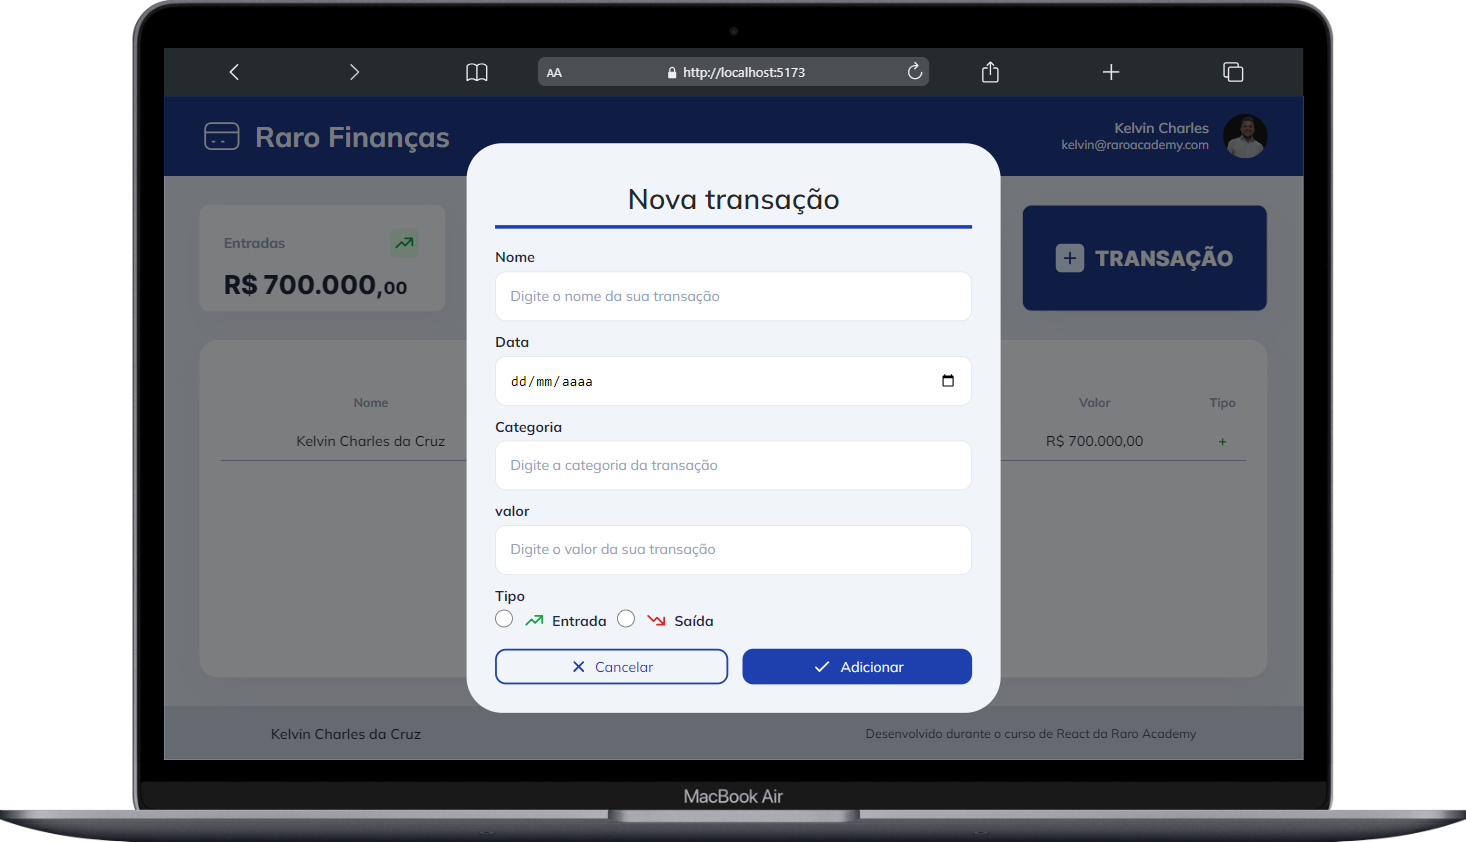 AA
http://localhost:5173
Raro Finanças
Kelvin Charles
kelvin@raroacademy.com
Nova transação
Entradas
R$ 700.000,00
TRANSAÇÃO
Nome
Digite o nome da sua transação
Data
dd/mm/aaaa
Nome
Valor
Tipo
Kelvin Charles da Cruz
R$ 700.000,00
+
Categoria
Digite a categoria da transação
valor
Digite o valor da sua transação
Tipo
Entrada
Saída
Cancelar
Adicionar
Kelvin Charles da Cruz
Desenvolvido durante o curso de React da Raro Academy
MacBook Air